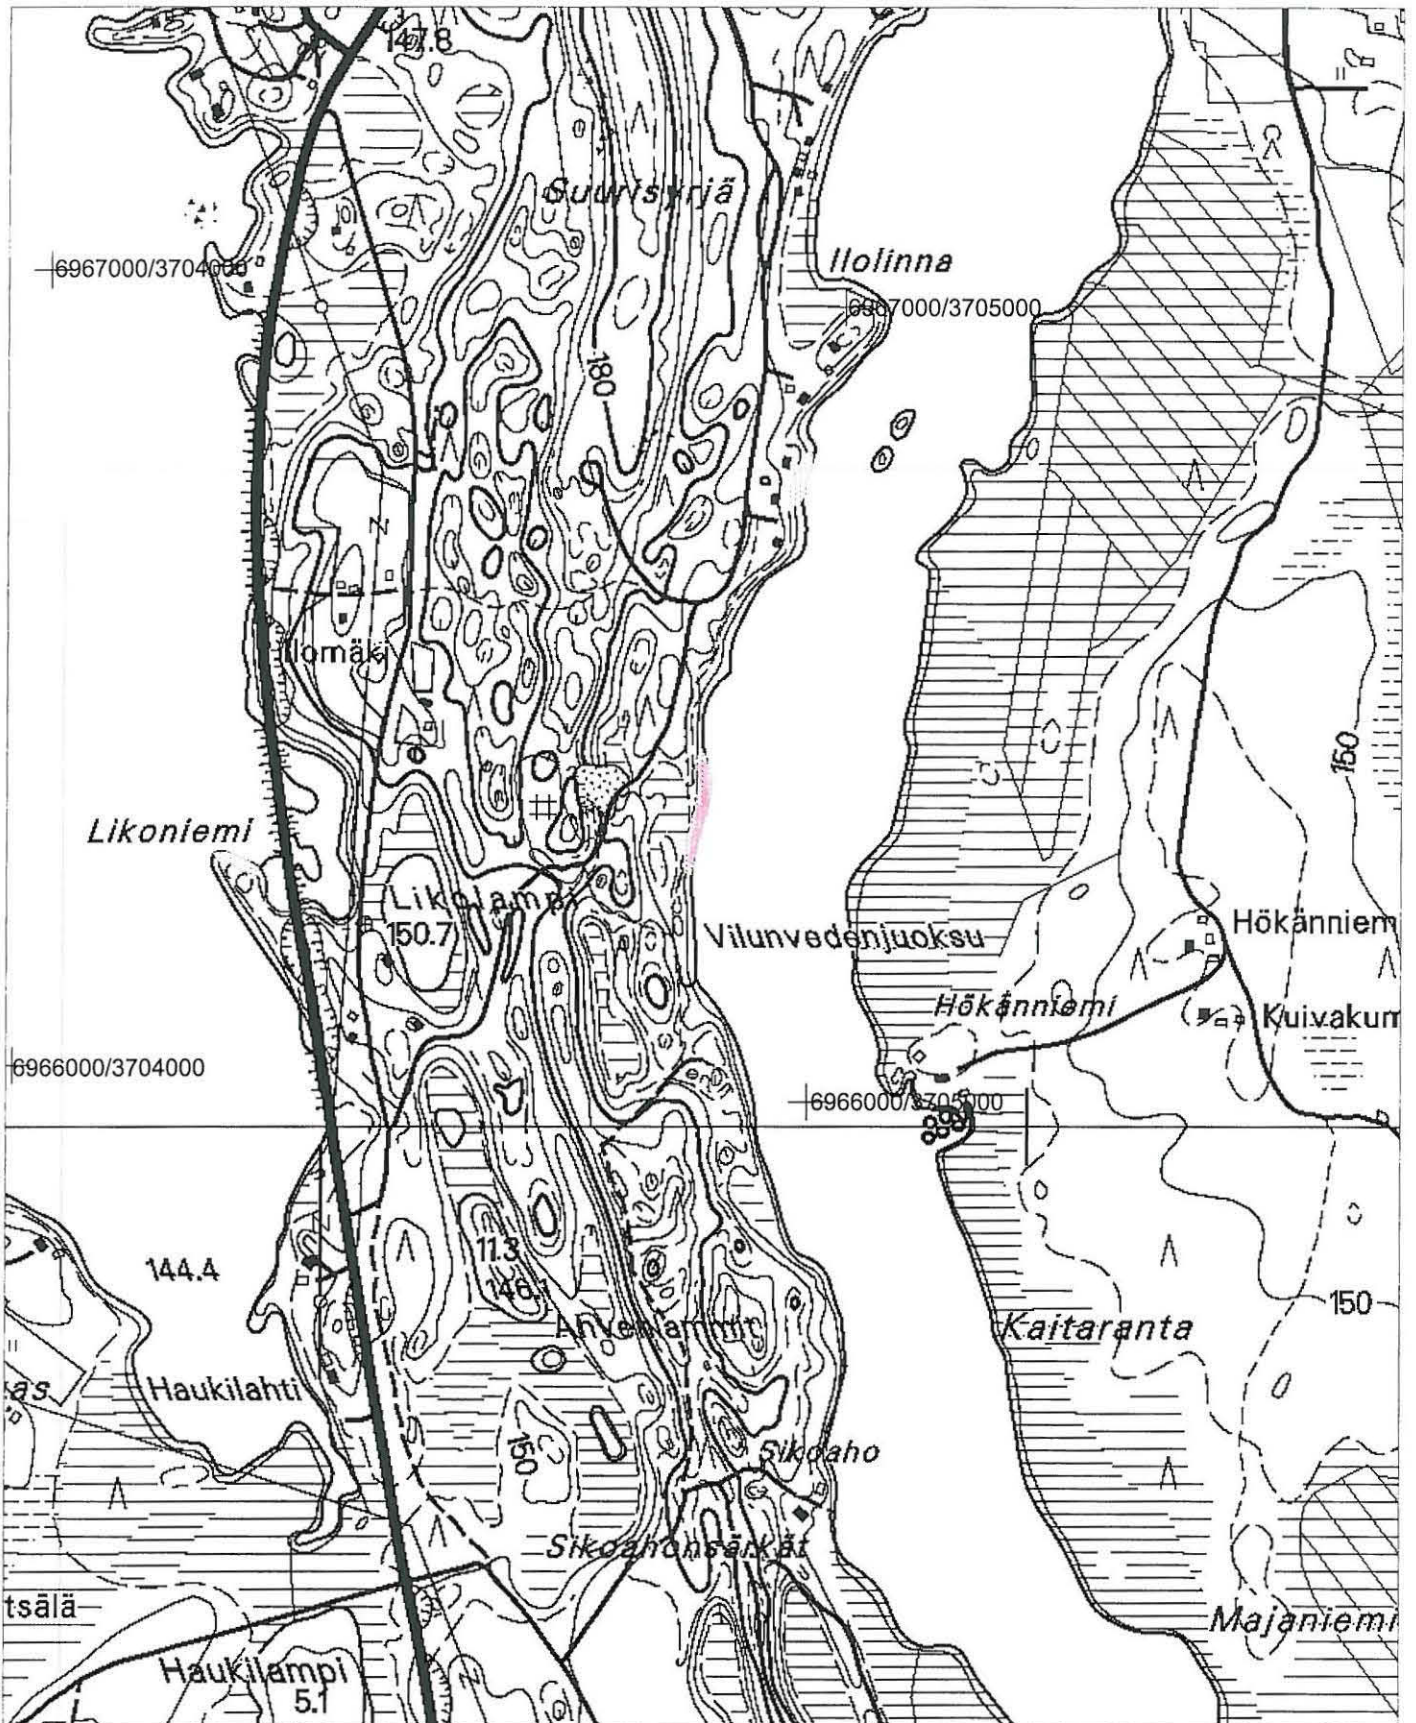 147.8
Suurisyrjä
Ilolinna
6967000/3704000
6967000/3705000
180
Ilomäki
150
Likoniemi
Likolampi
150.7
Vilunvedenjuoksu
Hökänniem
Hökänniemi
Kuivakum
6966000/3704000
6966000/3705000
11.3
144.4
146.1
150
Ahvenlammit
Kaitaranta
as
Haukilahti
150
Sikoaho
Sikoahonsärkät
tsälä
Majaniemi
Haukilampi
5.1